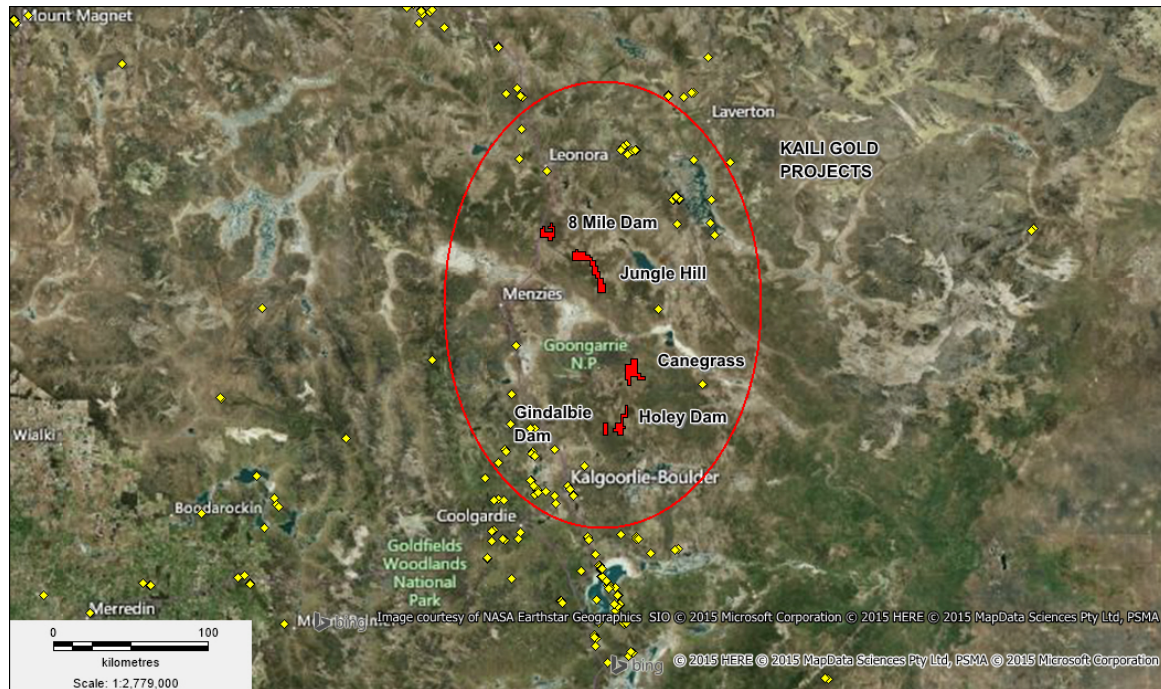 Mount Magnet
Laverton
KAILI GOLD
PROJECTS
Leonora
8 Mile Dam
Jungle Hill
Menzies
Goongarrie
N.P.
Canegrass
Gindalbie
Dam
Holey Dam
Wialki
Kalgoorlie-Boulder
Boodarockin
Coolgardie
Goldfields
Woodlands
National
Park
Merredin
bing
Image courtesy of NASA Earthstar Geographics SIO © 2015 Microsoft Corporation © 2015 HERE © 2015 MapData Sciences Pty Ltd, PSMA
0 100
kilometres
Scale: 1:2,779,000
bing
© 2015 HERE © 2015 MapData Sciences Pty Ltd, PSMA © 2015 Microsoft Corporation